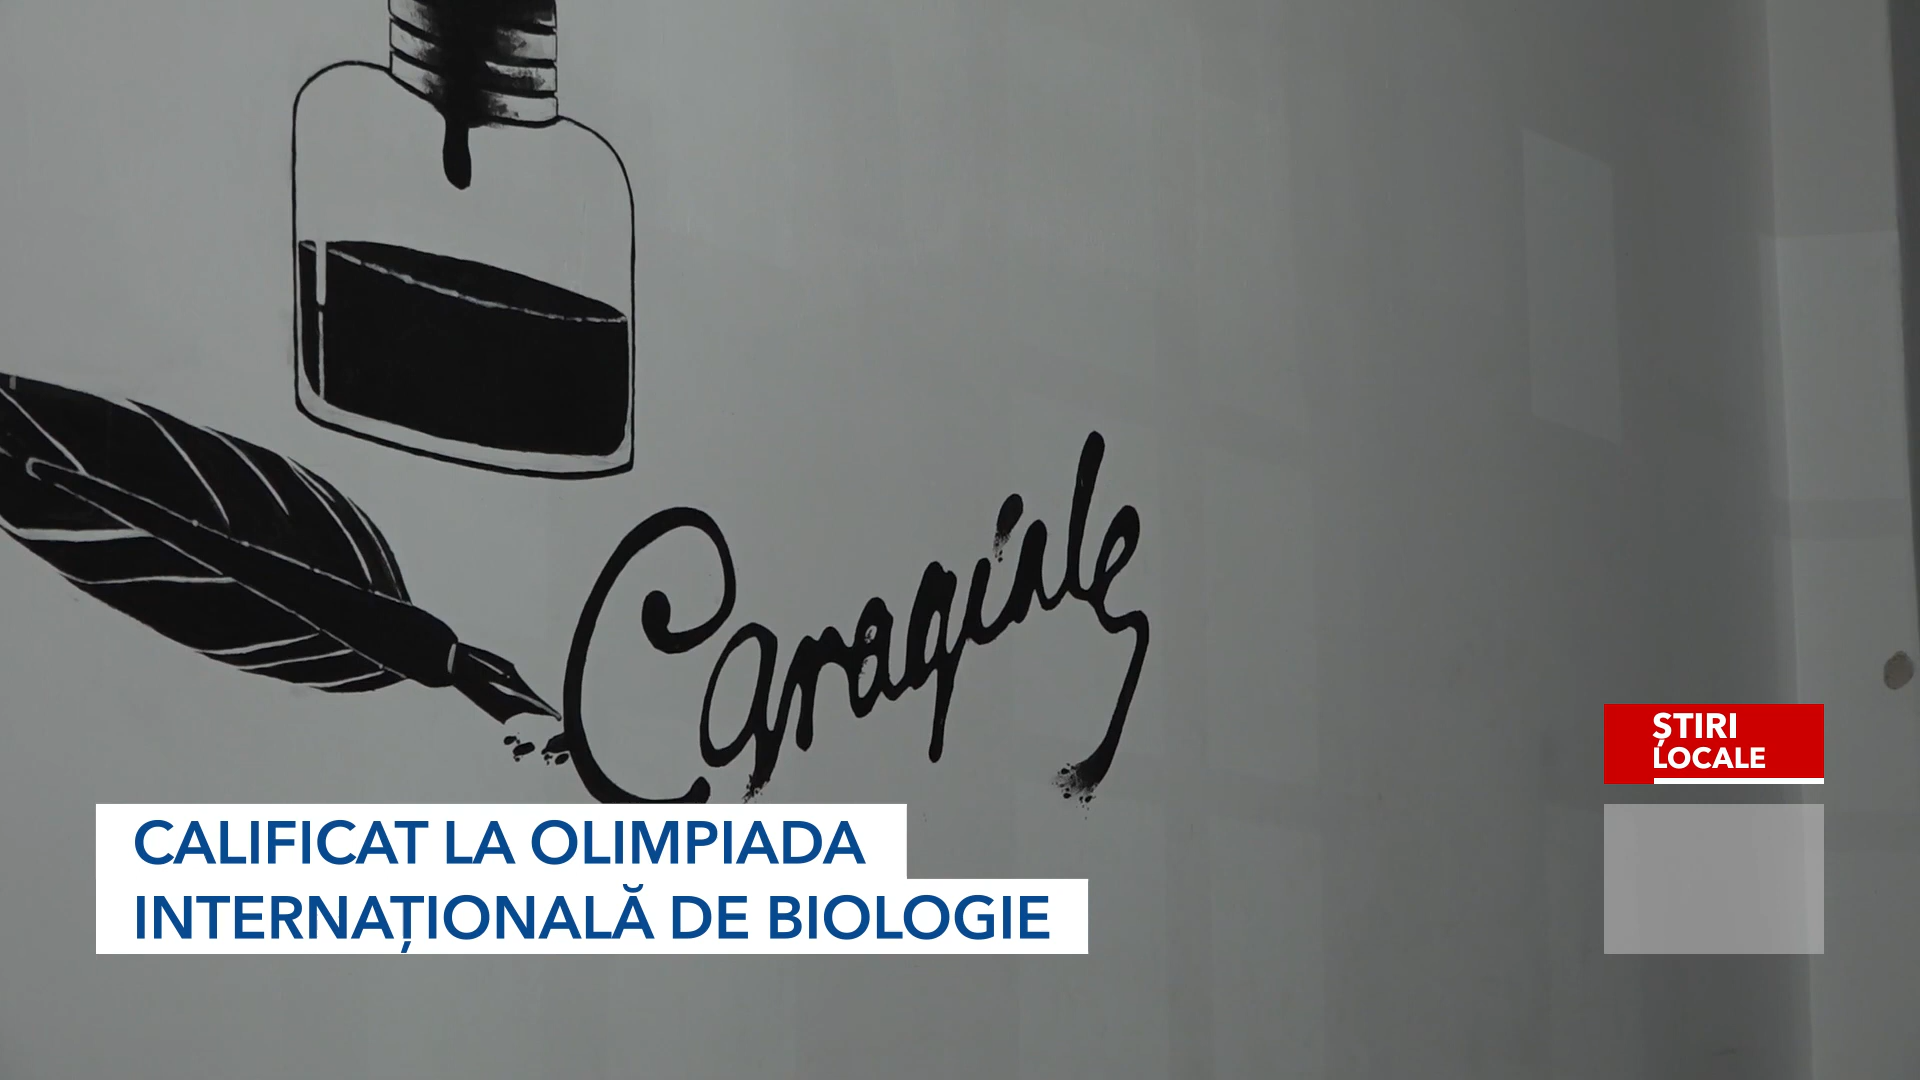 Caragiale
ȘTIRI
LOCALE
CALIFICAT LA OLIMPIADA
INTERNAȚIONALĂ DE BIOLOGIE